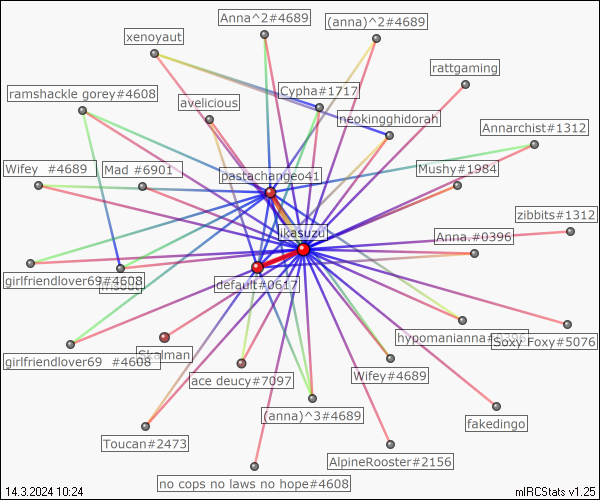 Anna^2#4689
(anna)^2#4689
xenoyaut
rattgaming
ramshackle gorey#4608
Cypha#1717
avelicious
neokingghidorah
Annarchist#1312
Wifey   #4689
Mad #6901
Mushy#1984
pastachangeo41
zibbits#1312
ikasuzu
Anna.#0396
girlfriendlover69#4608
default#0617
hypomanianna
Soxy Foxy#5076
girlfriendlover69  #4608
Skalman
ace deucy#7097
Wifey#4689
(anna)^3#4689
fakedingo
Toucan#2473
AlpineRooster#2156
no cops no laws no hope#4608
14.3.2024 10:24
mIRCStats v1.25